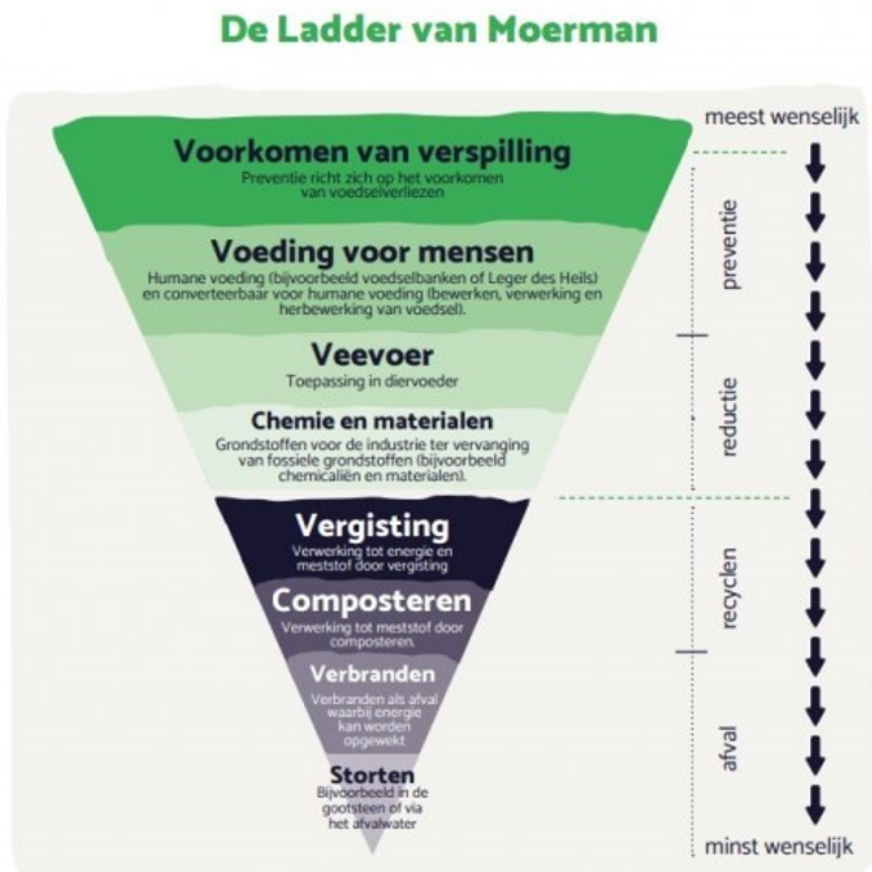 De Ladder van Moerman
meest wenselijk
Voorkomen van verspilling
Preventie richt zich op het voorkomen
van voedselverliezen
Voeding voor mensen
Humane voeding (bijvoorbeeld voedselbanken of Leger des Heils)
en converteerbaar voor humane voeding (bewerken, verwerking en
herbewerking van voedsel).
preventie
Veevoer
Toepassing in diervoeder
Chemie en materialen
Grondstoffen voor de industrie ter vervanging
van fossiele grondstoffen (bijvoorbeeld
chemicaliën en materialen).
reductie
Vergisting
Verwerking tot energie en
meststof door vergisting
Composteren
Verwerking tot meststof door
composteren.
recyclen
Verbranden
Verbranden als afval
waarbij energie
kan worden
opgewekt
Storten
Bijvoorbeeld in de
gootsteen of via
het afvalwater
afval
minst wenselijk